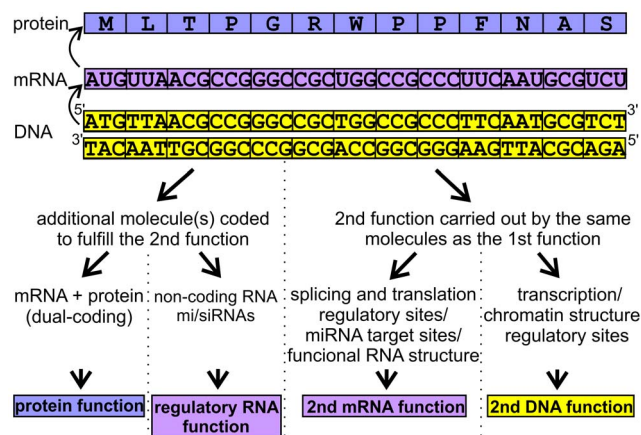 protein M L T P G R W P P F N A S
mRNA AUGUUAACGCCGGGCCGCUGGCCGCCCUUCAAUGCGUCU
5' ATGTTAACGCCGGGCCGCTGGCCGCCCTTCAATGCGTCT 3'
DNA
3' TACAATTGCGGCCCGGCGACCGGCGGGAAGTTACGCAGA 5'
additional molecule(s) coded
to fulfill the 2nd function
2nd function carried out by the same
molecules as the 1st function
mRNA + protein
(dual-coding)
non-coding RNA
mi/siRNAs
splicing and translation
regulatory sites/
miRNA target sites/
funcional RNA structure
transcription/
chromatin structure
regulatory sites
protein function
regulatory RNA
function
2nd mRNA function
2nd DNA function